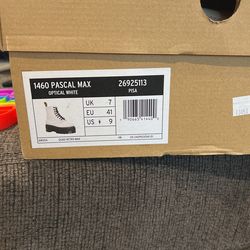 1460 PASCAL MAX
26925113
OPTICAL WHITE
PISA
UK 7
EU 41
US 9